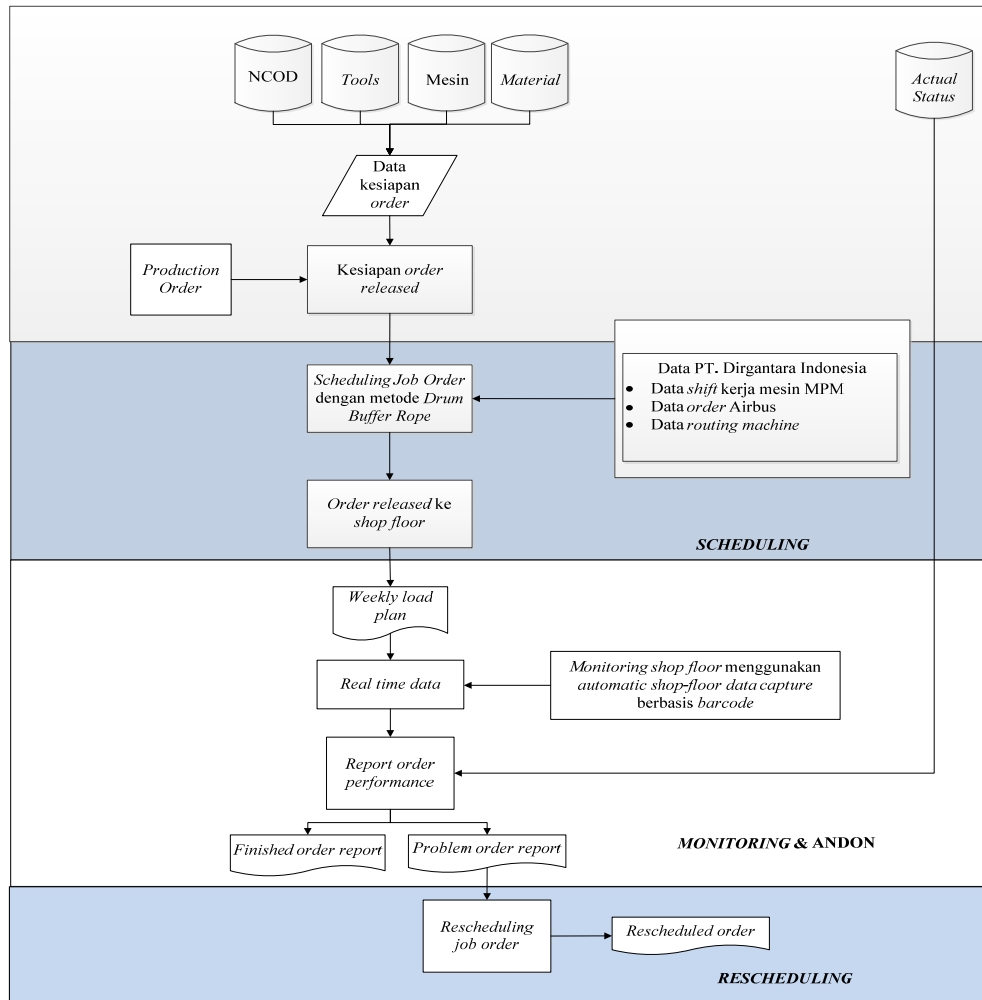 NCOD
Tools
Mesin
Material
Actual
Status
Data
kesiapan
order
Production
Order
Kesiapan order
released
Scheduling Job Order
dengan metode Drum
Buffer Rope
Data PT. Dirgantara Indonesia
• Data shift kerja mesin MPM
• Data order Airbus
• Data routing machine
Order released ke
shop floor
SCHEDULING
Weekly load
plan
Real time data
Monitoring shop floor menggunakan
automatic shop-floor data capture
berbasis barcode
Report order
performance
Finished order report
Problem order report
MONITORING & ANDON
Rescheduling
job order
Rescheduled order
RESCHEDULING